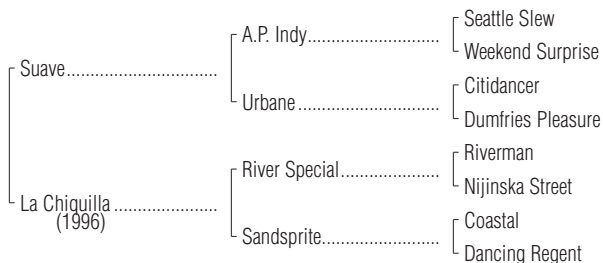 Seattle Slew
A.P. Indy..............................
Weekend Surprise
Suave..................................
Citidancer
Urbane ................................
Dumfries Pleasure
Riverman
River Special......................
Nijinska Street
La Chiquilla .......................
(1996)
Coastal
Sandsprite..........................
Dancing Regent